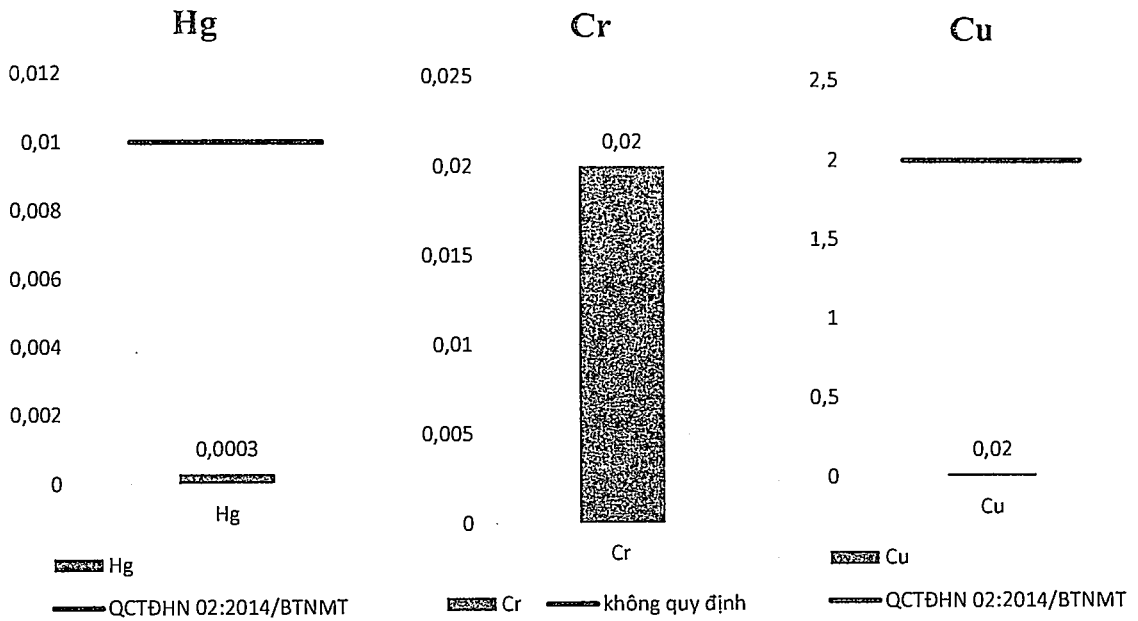 Hg
0,012
0,01
0,008
0,006
0,004
0,002
0
0,0003
Hg
Hg
QCTĐHN 02:2014/BTNMT
Cr
0,025
0,02
0,015
0,01
0,005
0
0,02
Cr
Cr
không quy định
Cu
2,5
2
1,5
1
0,5
0
0,02
Cu
Cu
QCTĐHN 02:2014/BTNMT